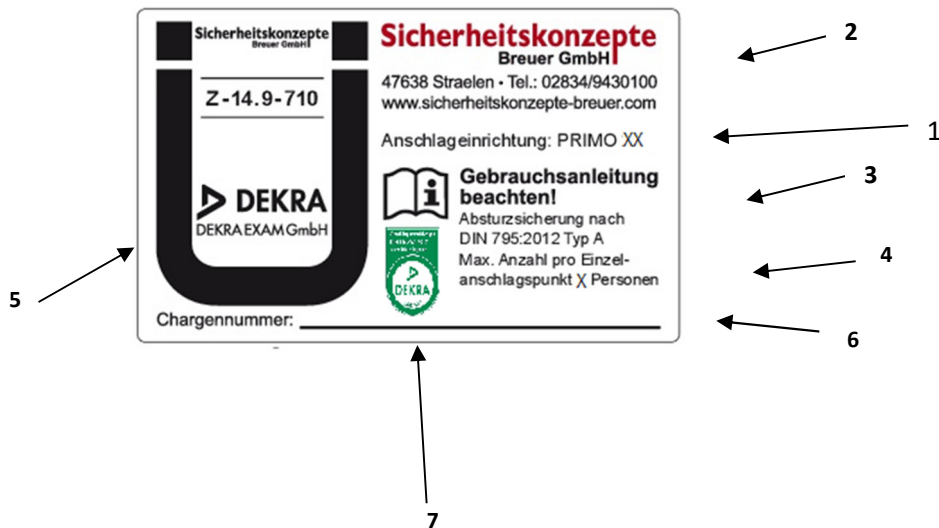 Sicherheitskonzepte
Breuer GmbH
Z-14.9-710
DEKRA
DEKRA EXAM GmbH
Sicherheitskonzepte
Breuer GmbH
47638 Straelen • Tel.: 02834/9430100
www.sicherheitskonzepte-breuer.com
Anschlageinrichtung: PRIMO XX
Gebrauchsanleitung
beachten!
Absturzsicherung nach
DIN 795:2012 Typ A
Max. Anzahl pro Einzel-
anschlagspunkt X Personen
DEKRA
Chargennummer:
2
1
3
4
5
6
7